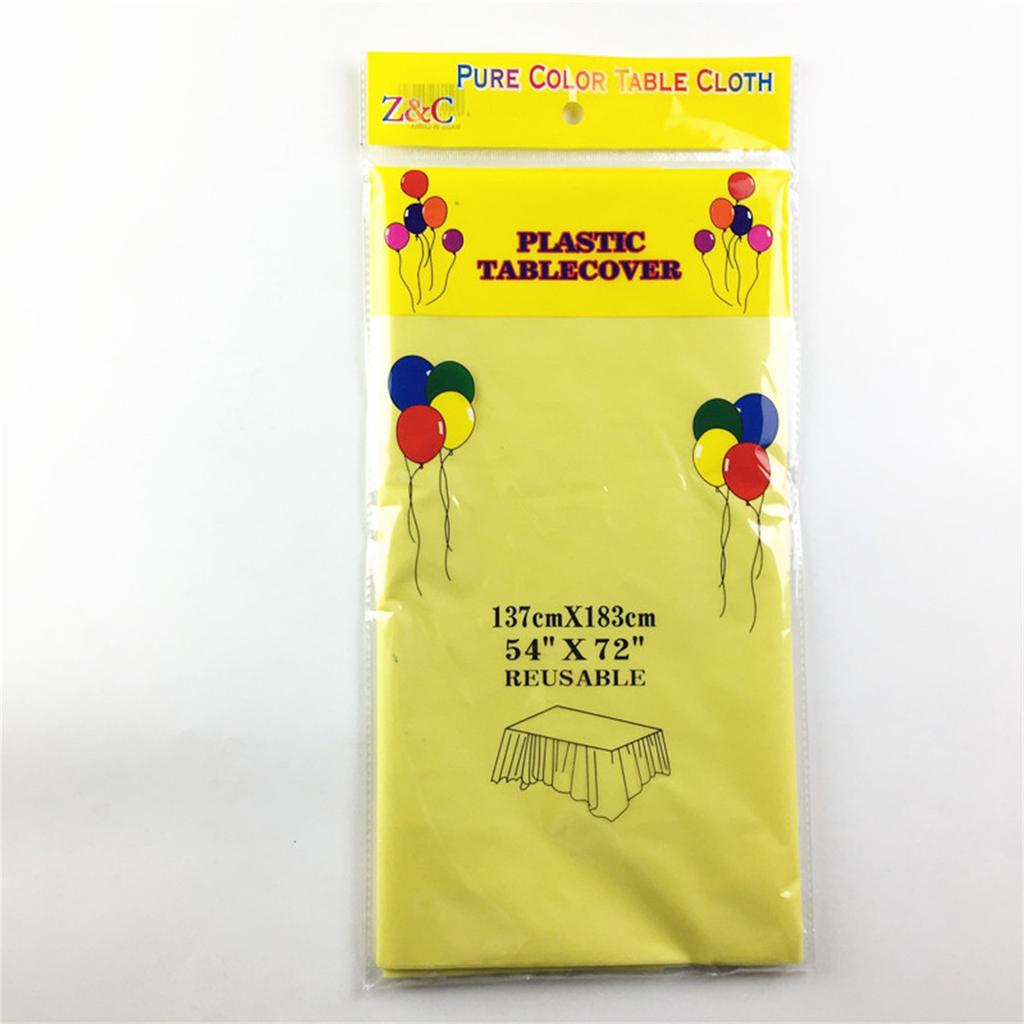 PURE COLOR TABLE CLOTH
Z&C
PLASTIC
TABLECOVER
137cmX183cm
54" X 72"
REUSABLE